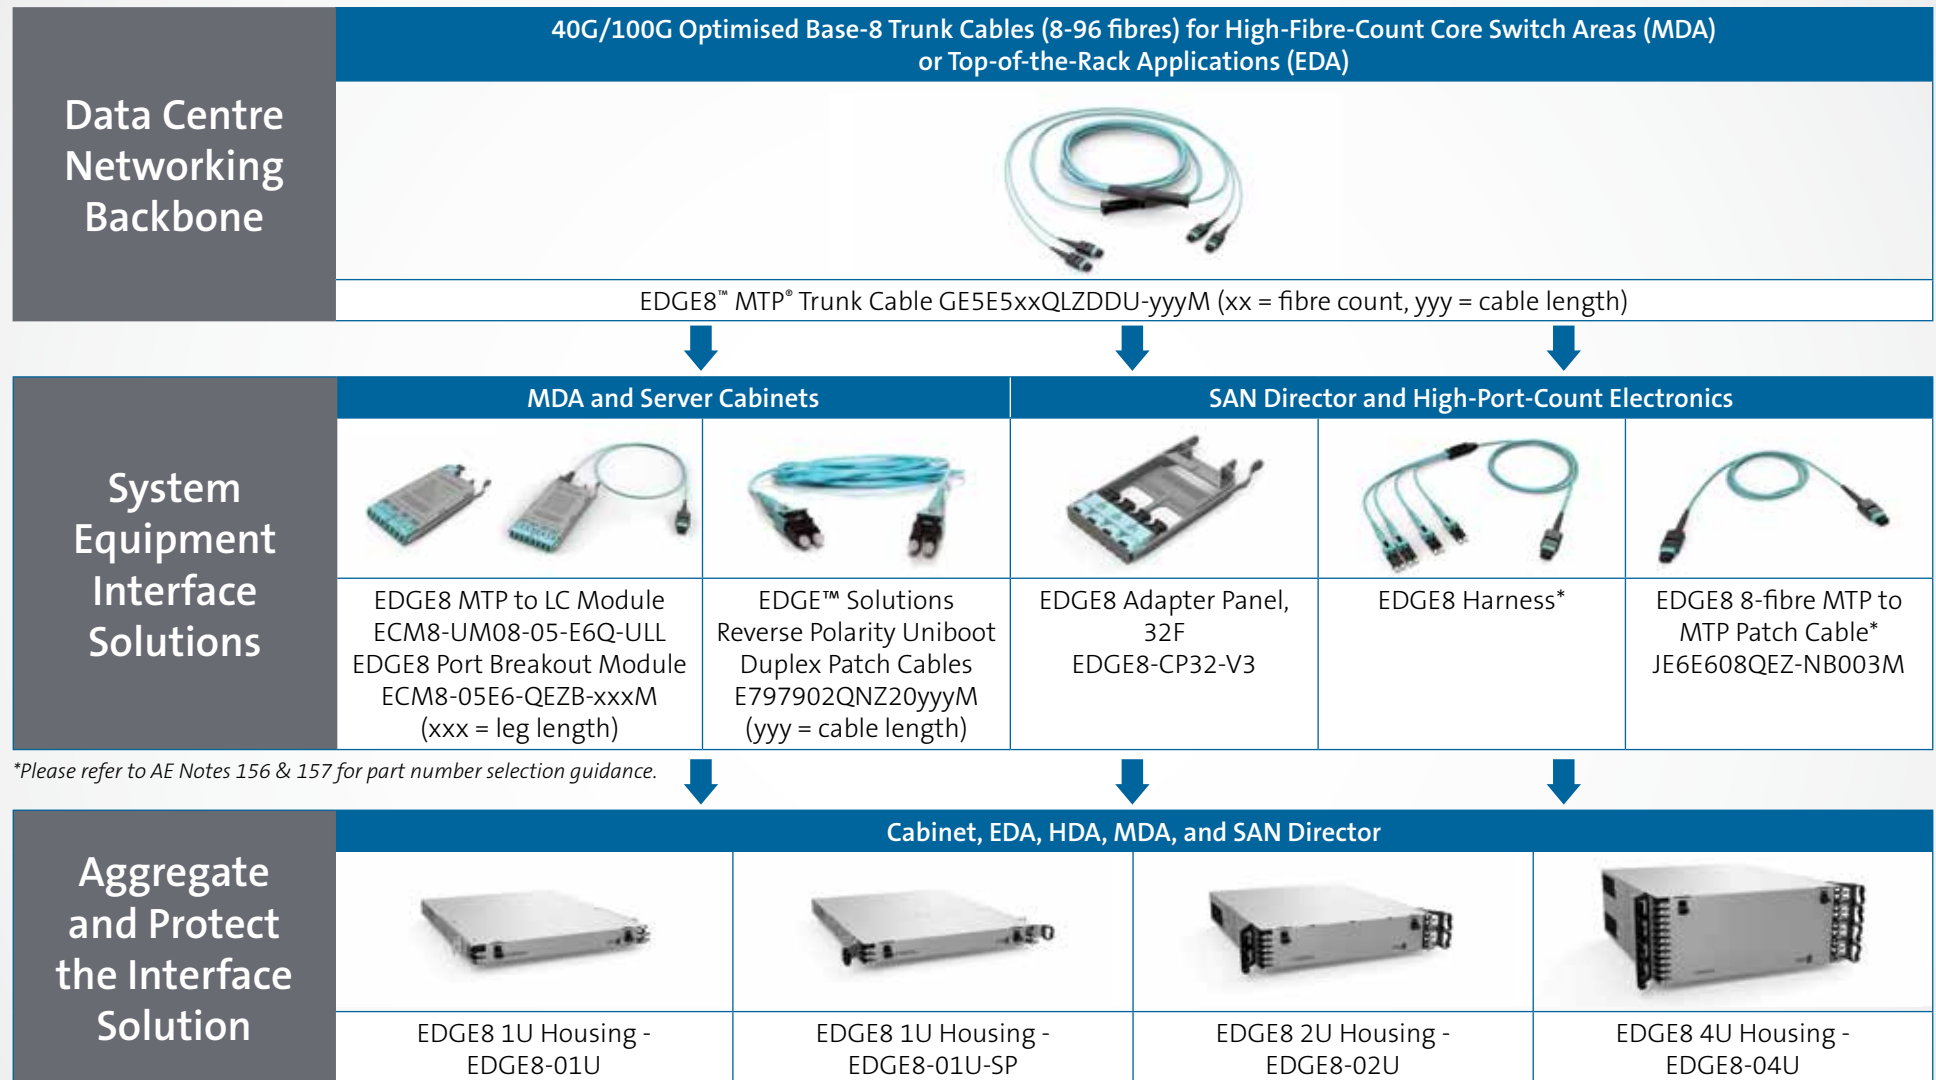 40G/100G Optimised Base-8 Trunk Cables (8-96 fibres) for High-Fibre-Count Core Switch Areas (MDA)
or Top-of-the-Rack Applications (EDA)
Data Centre
Networking
Backbone
EDGE8™ MTP® Trunk Cable GE5E5xxQLZDDU-yyyM (xx = fibre count, yyy = cable length)
MDA and Server Cabinets
SAN Director and High-Port-Count Electronics
System
Equipment
Interface
Solutions
EDGE8 MTP to LC Module
ECM8-UM08-05-E6Q-ULL
EDGE8 Port Breakout Module
ECM8-05E6-QEZB-xxxM
(xxx = leg length)
EDGE™ Solutions
Reverse Polarity Uniboot
Duplex Patch Cables
E797902QNZ20yyyM
(yyy = cable length)
EDGE8 Adapter Panel,
32F
EDGE8-CP32-V3
EDGE8 Harness*
EDGE8 8-fibre MTP to
MTP Patch Cable*
JE6E608QEZ-NB003M
*Please refer to AE Notes 156 & 157 for part number selection guidance.
Cabinet, EDA, HDA, MDA, and SAN Director
Aggregate
and Protect
the Interface
Solution
EDGE8 1U Housing -
EDGE8-01U
EDGE8 1U Housing -
EDGE8-01U-SP
EDGE8 2U Housing -
EDGE8-02U
EDGE8 4U Housing -
EDGE8-04U